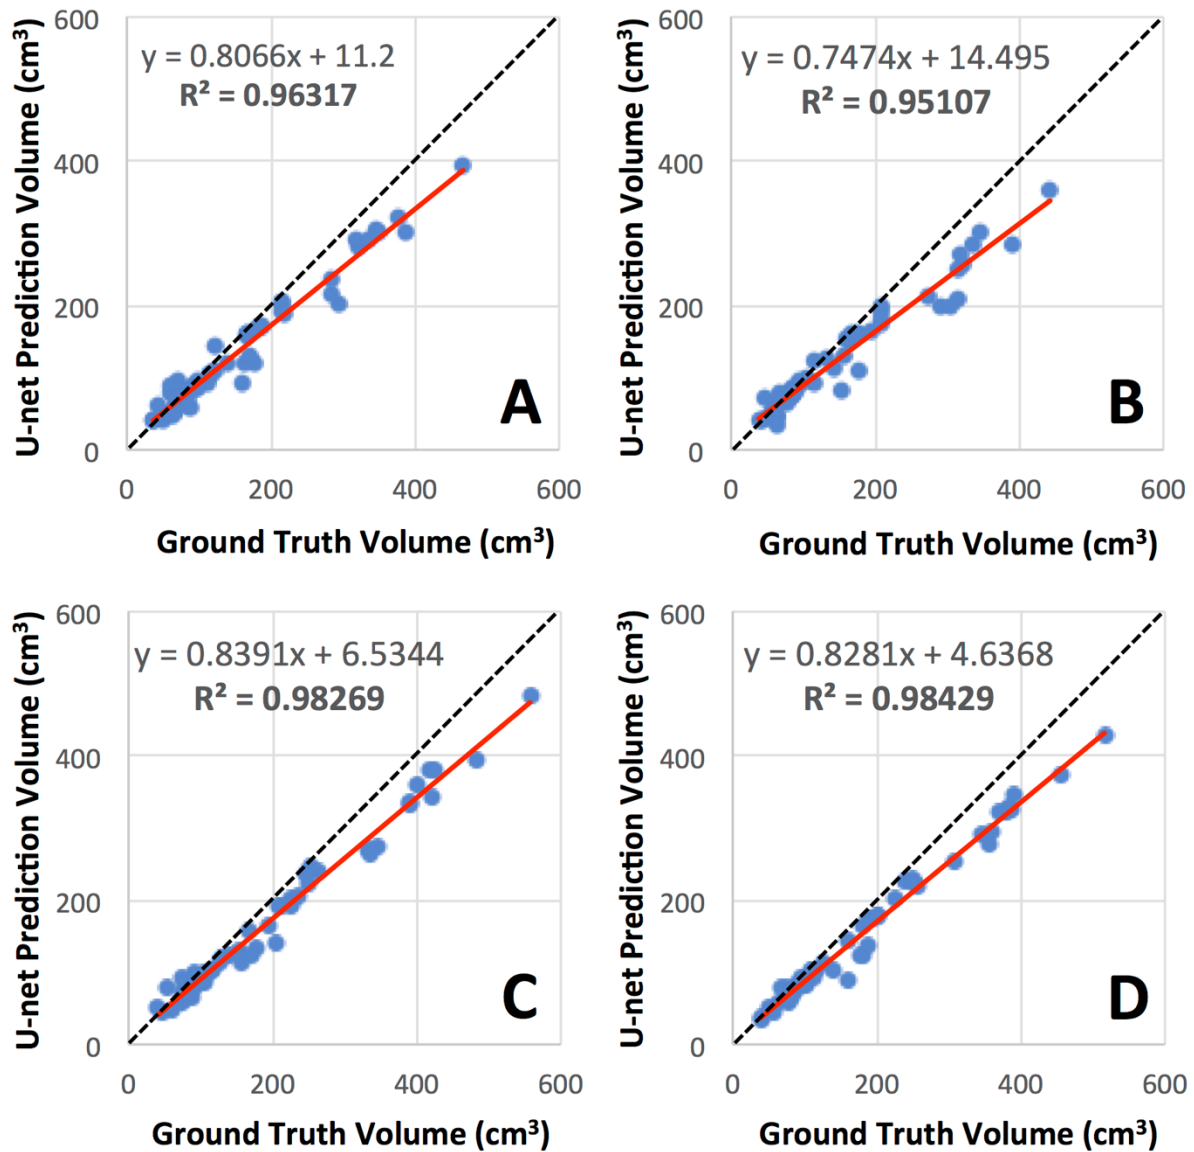 U-net Prediction Volume (cm³)
600
400
200
0
y = 0.8066x + 11.2
R² = 0.96317
A
0 200 400 600
Ground Truth Volume (cm³)
U-net Prediction Volume (cm³)
600
400
200
0
y = 0.7474x + 14.495
R² = 0.95107
B
0 200 400 600
Ground Truth Volume (cm³)
U-net Prediction Volume (cm³)
600
400
200
0
y = 0.8391x + 6.5344
R² = 0.98269
C
0 200 400 600
Ground Truth Volume (cm³)
U-net Prediction Volume (cm³)
600
400
200
0
y = 0.8281x + 4.6368
R² = 0.98429
D
0 200 400 600
Ground Truth Volume (cm³)